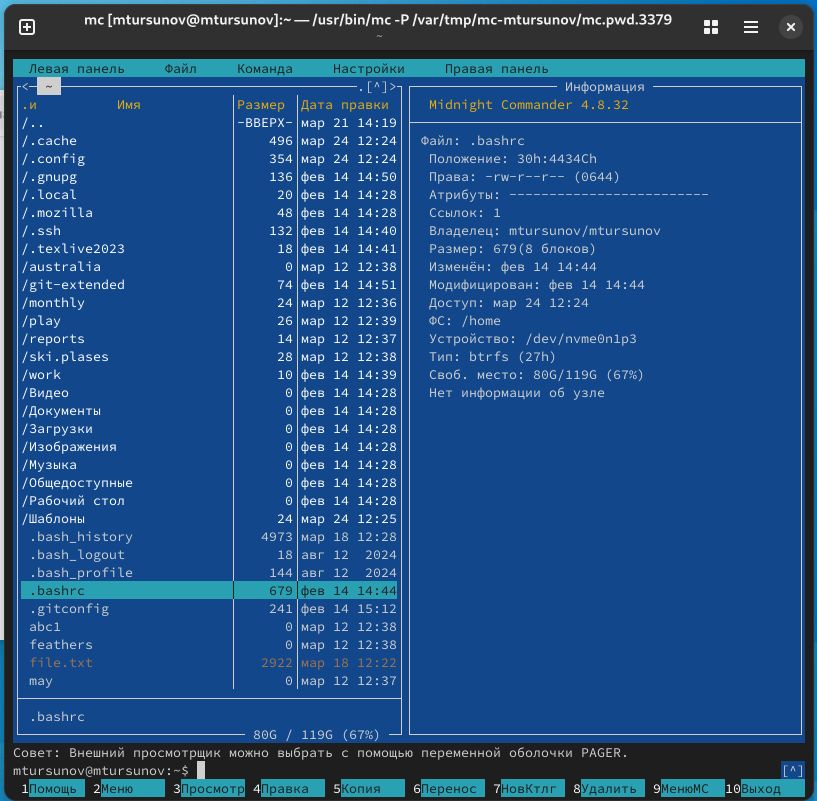 mc [mtursunov@mtursunov]:~ — /usr/bin/mc -P /var/tmp/mc-mtursunov/mc.pwd.3379
~
Левая панель Файл Команда Настройки Правая панель
<─ ~ .[^]>
.и Имя Размер Дата правки
/.. -ВВЕРХ- мар 21 14:19
/.cache 496 мар 24 12:24
/.config 354 мар 24 12:24
/.gnupg 136 фев 14 14:50
/.local 20 фев 14 14:28
/.mozilla 48 фев 14 14:28
/.ssh 132 фев 14 14:40
/.texlive2023 18 фев 14 14:41
/australia 0 мар 12 12:38
/git-extended 74 фев 14 14:51
/monthly 24 мар 12 12:36
/play 26 мар 12 12:39
/reports 14 мар 12 12:37
/ski.plases 28 мар 12 12:38
/work 10 фев 14 14:39
/Видео 0 фев 14 14:28
/Документы 0 фев 14 14:28
/Загрузки 0 фев 14 14:28
/Изображения 0 фев 14 14:28
/Музыка 0 фев 14 14:28
/Общедоступные 0 фев 14 14:28
/Рабочий стол 0 фев 14 14:28
/Шаблоны 24 мар 24 12:25
.bash_history 4973 мар 18 12:28
.bash_logout 18 авг 12 2024
.bash_profile 144 авг 12 2024
.bashrc 679 фев 14 14:44
.gitconfig 241 фев 14 15:12
abc1 0 мар 12 12:38
feathers 0 мар 12 12:38
file.txt 2922 мар 18 12:22
may 0 мар 12 12:37
.bashrc
80G / 119G (67%)
Информация
Midnight Commander 4.8.32
Файл: .bashrc
Положение: 30h:4434Ch
Права: -rw-r--r-- (0644)
Атрибуты: -------------------------
Ссылок: 1
Владелец: mtursunov/mtursunov
Размер: 679(8 блоков)
Изменён: фев 14 14:44
Модифицирован: фев 14 14:44
Доступ: мар 24 12:24
ФС: /home
Устройство: /dev/nvme0n1p3
Тип: btrfs (27h)
Своб. место: 80G/119G (67%)
Нет информации об узле
Совет: Внешний просмотрщик можно выбрать с помощью переменной оболочки PAGER.
mtursunov@mtursunov:~$ [^]
1Помощь 2Меню 3Просмотр 4Правка 5Копия 6Перенос 7НовКтлг 8Удалить 9МенюМС 10Выход